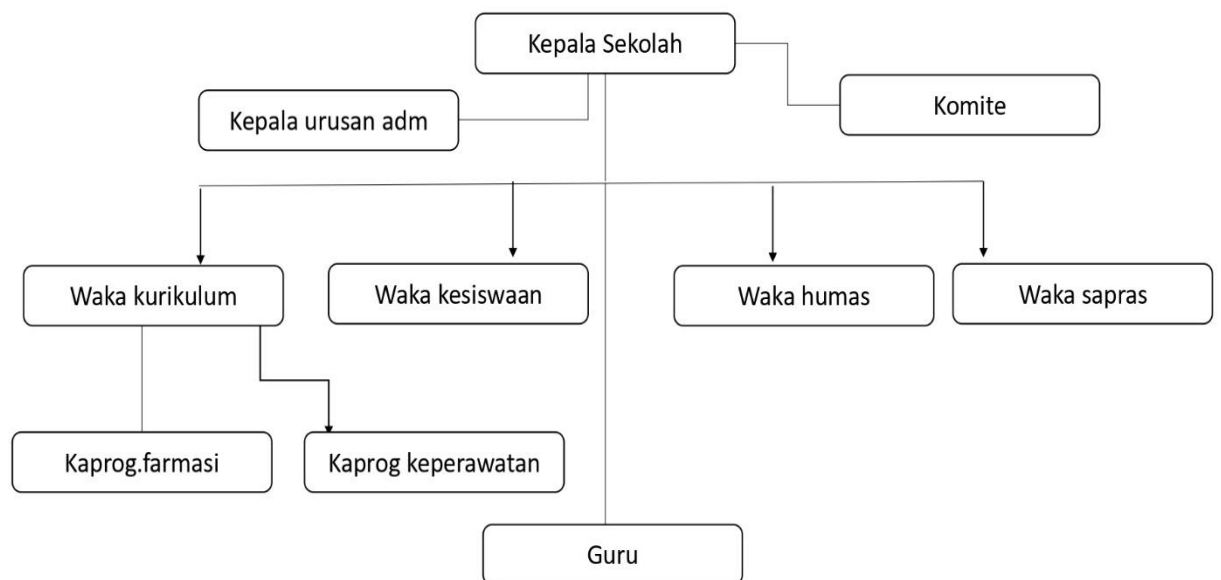 Kepala Sekolah
Komite
Kepala urusan adm
Waka kurikulum
Waka kesiswaan
Waka humas
Waka sapras
Kaprog.farmasi
Kaprog keperawatan
Guru